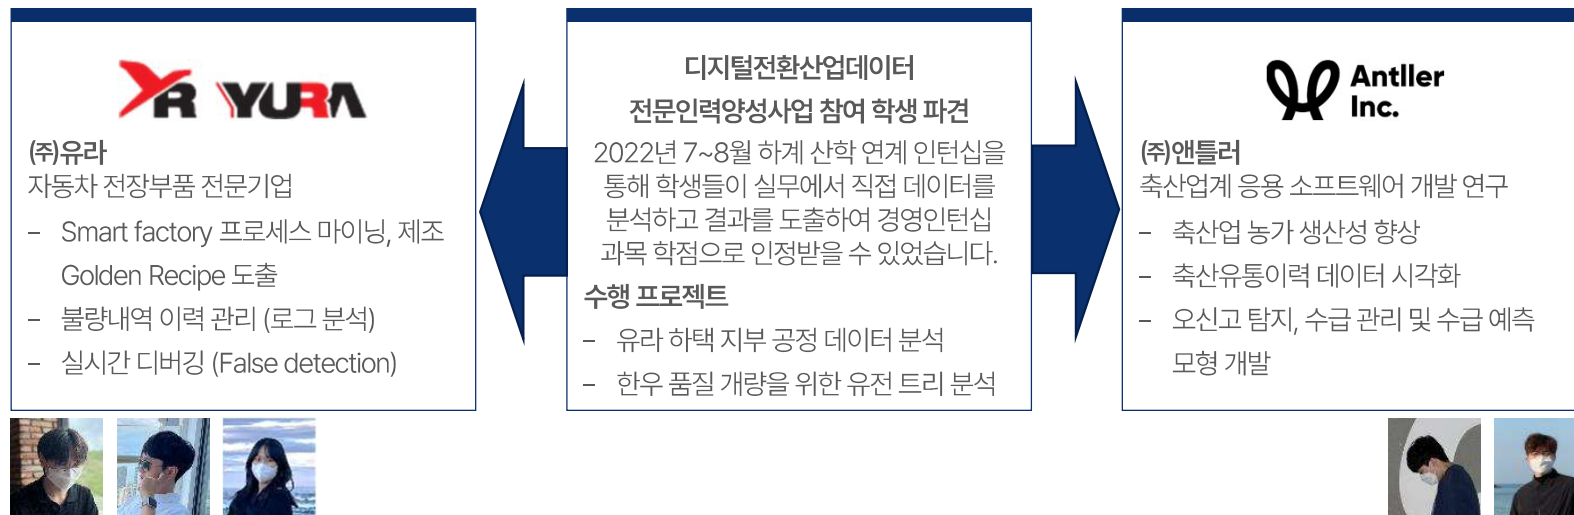 YR YURA
㈜유라
자동차 전장부품 전문기업
- Smart factory 프로세스 마이닝, 제조
Golden Recipe 도출
- 불량내역 이력 관리 (로그 분석)
- 실시간 디버깅 (False detection)
디지털전환산업데이터
전문인력양성사업 참여 학생 파견
2022년 7~8월 하계 산학 연계 인턴십을
통해 학생들이 실무에서 직접 데이터를
분석하고 결과를 도출하여 경영인턴십
과목 학점으로 인정받을 수 있었습니다.
수행 프로젝트
- 유라 하택 지부 공정 데이터 분석
- 한우 품질 개량을 위한 유전 트리 분석
Antller
Inc.
㈜앤틀러
축산업계 응용 소프트웨어 개발 연구
- 축산업 농가 생산성 향상
- 축산유통이력 데이터 시각화
- 오신고 탐지, 수급 관리 및 수급 예측
모형 개발